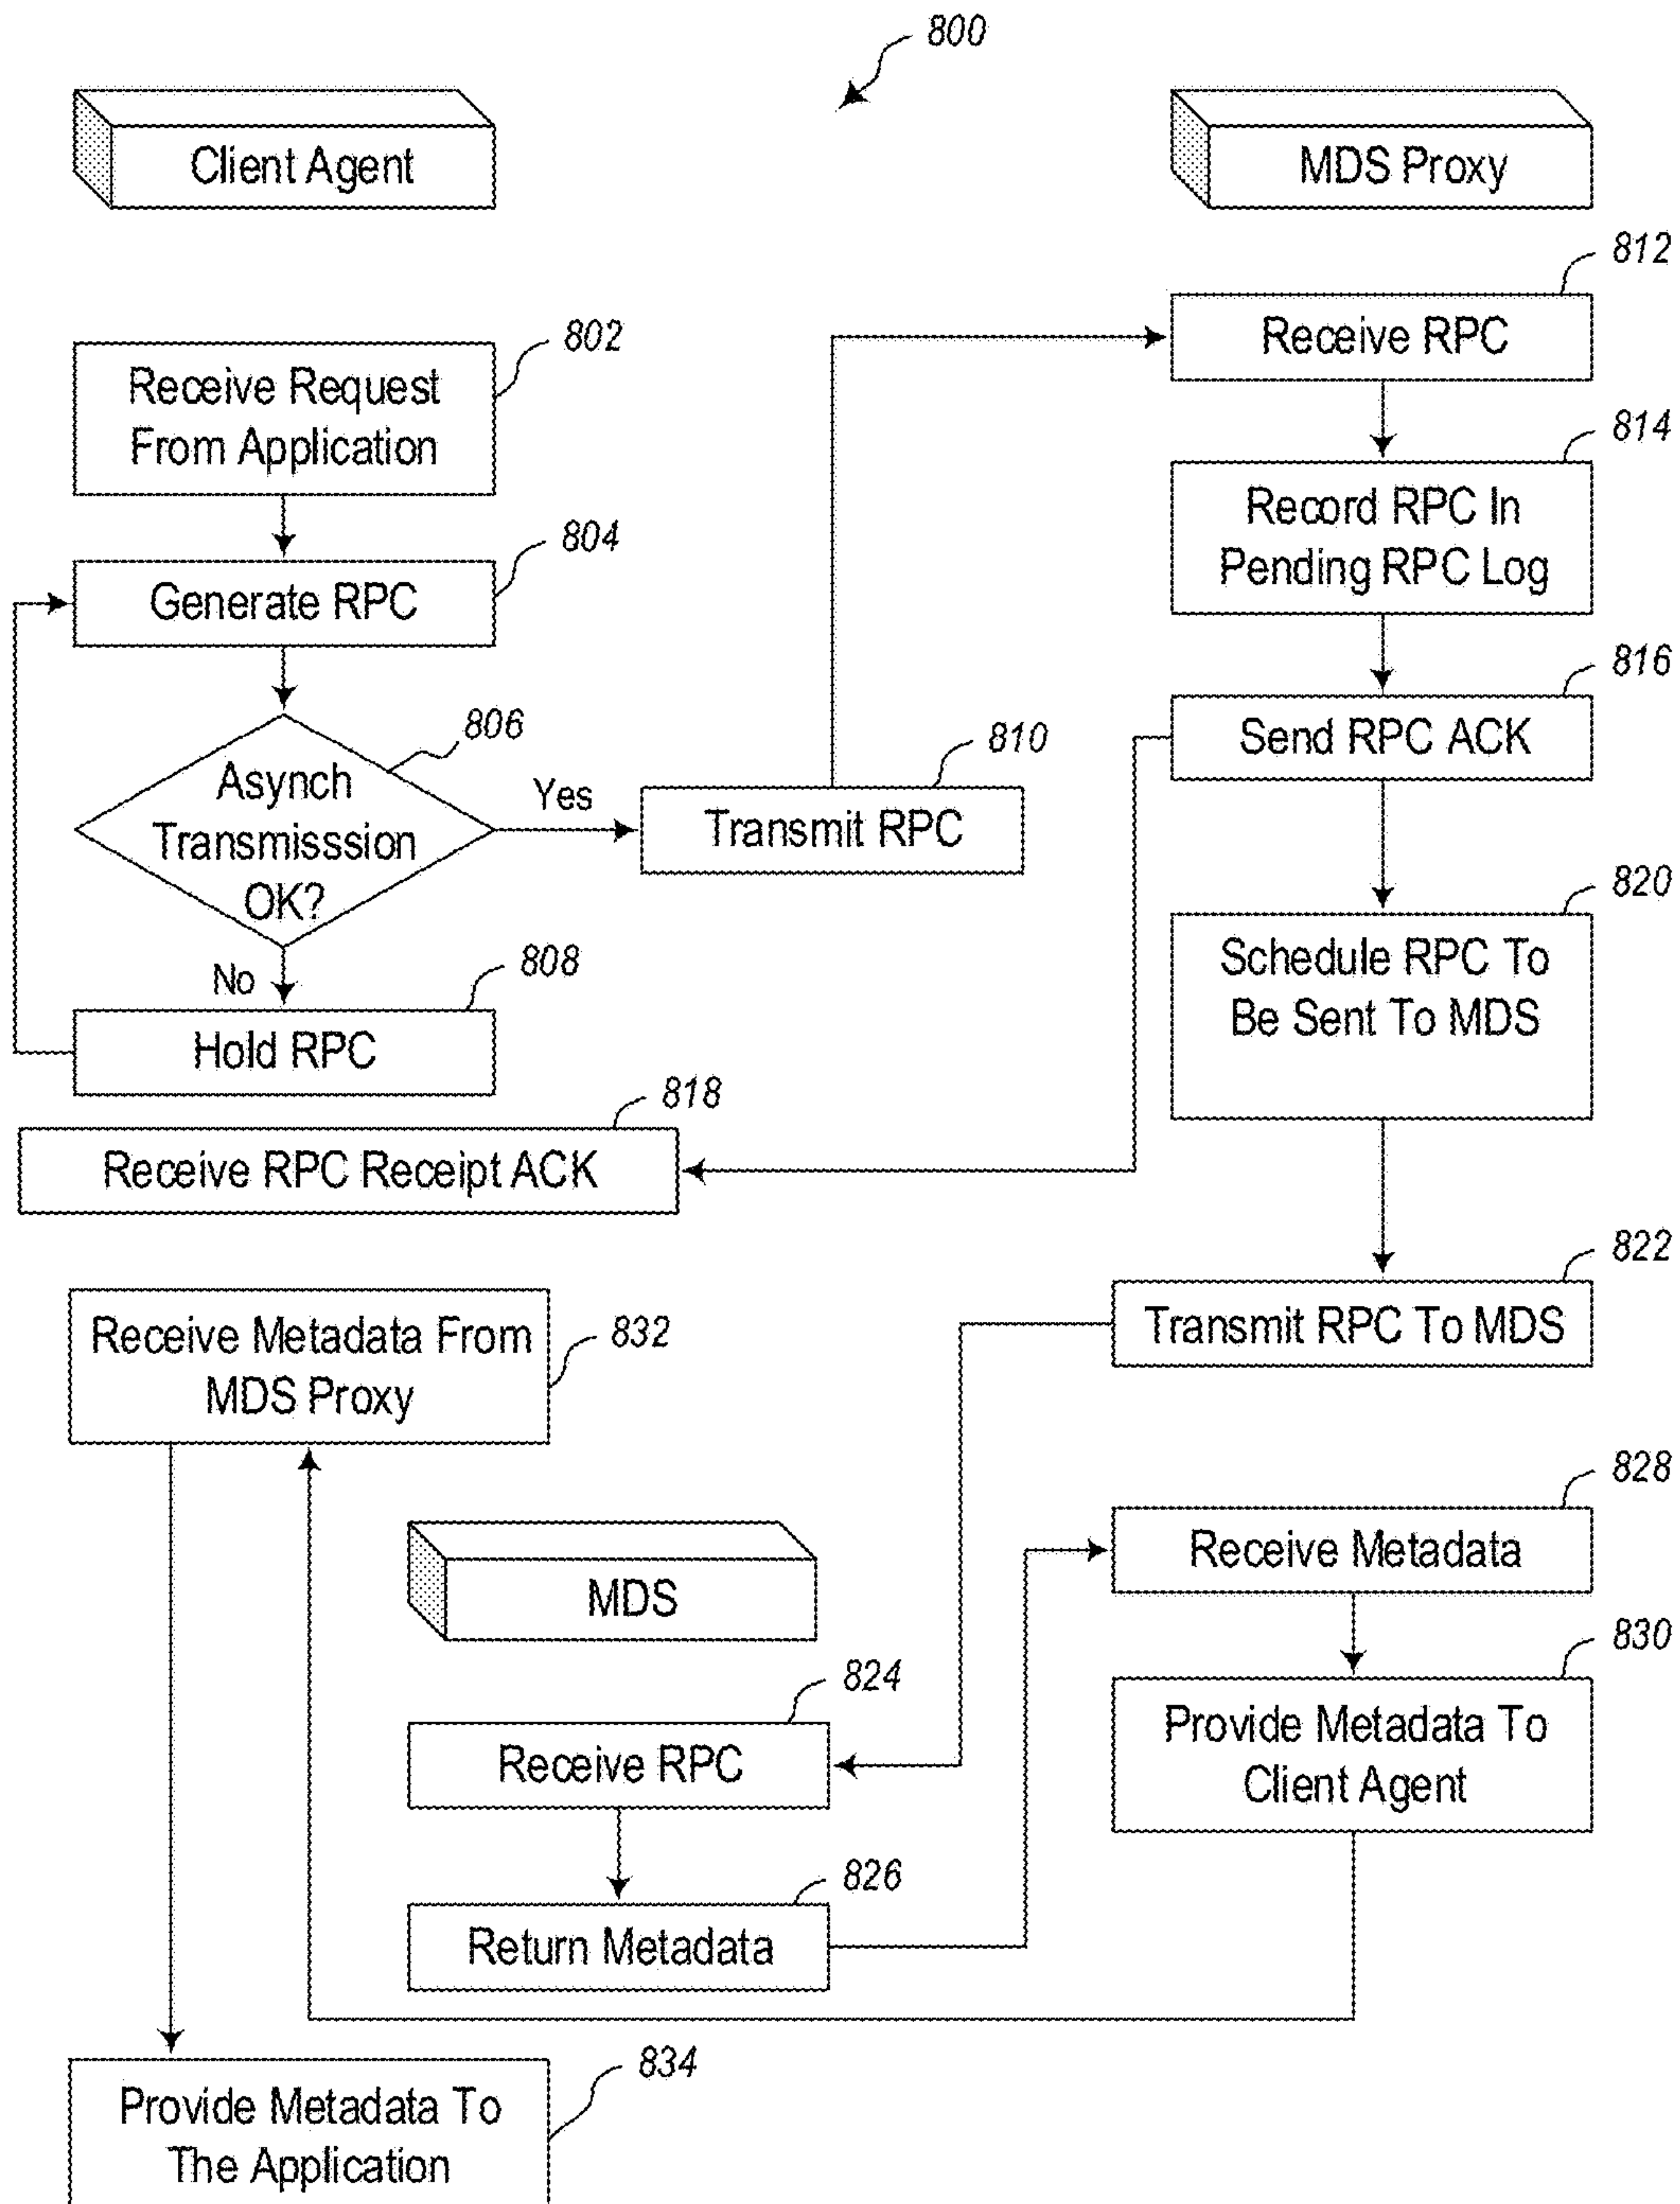 800
Client Agent
MDS Proxy
812
Receive RPC
802
Receive Request
From Application
814
Record RPC In
Pending RPC Log
804
Generate RPC
816
Send RPC ACK
806
Asynch
Transmisssion
OK?
Yes
810
Transmit RPC
820
Schedule RPC To
Be Sent To MDS
No
808
Hold RPC
818
Receive RPC Receipt ACK
822
Transmit RPC To MDS
832
Receive Metadata From
MDS Proxy
828
Receive Metadata
MDS
830
Provide Metadata To
Client Agent
824
Receive RPC
826
Return Metadata
834
Provide Metadata To
The Application